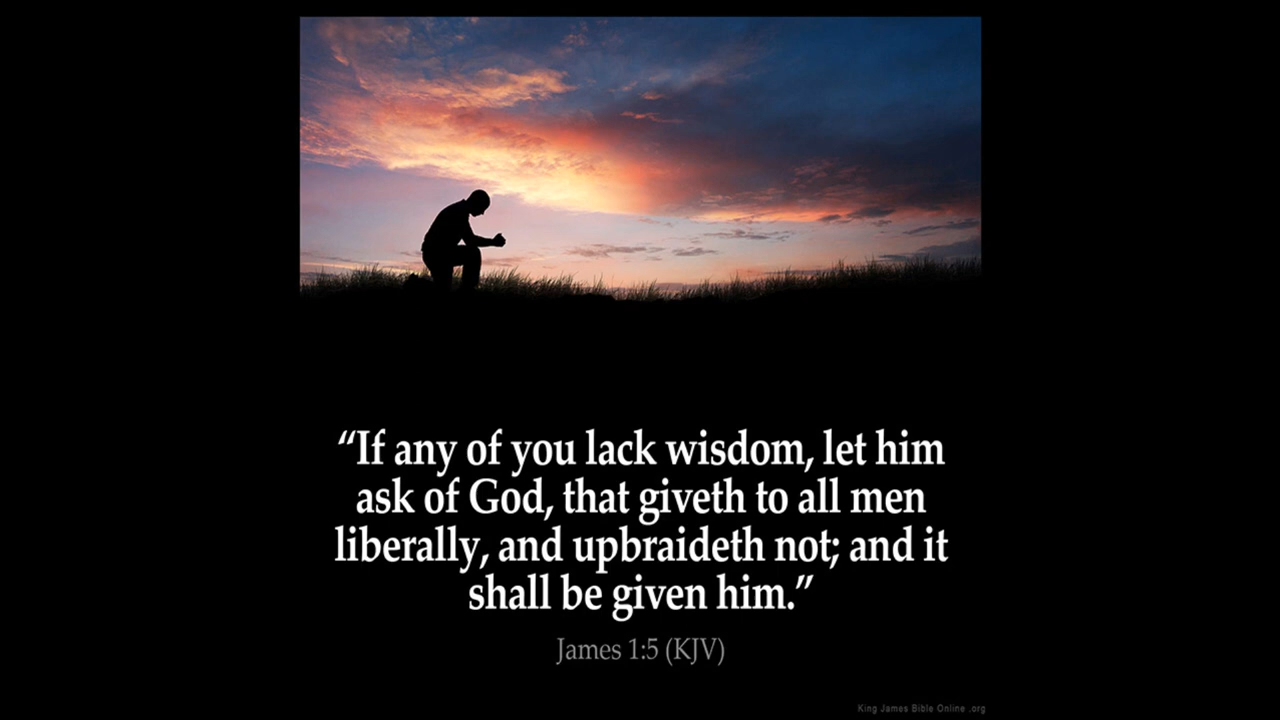 “If any of you lack wisdom, let him
ask of God, that giveth to all men
liberally, and upbraideth not; and it
shall be given him.”
James 1:5 (KJV)
King James Bible Online .org